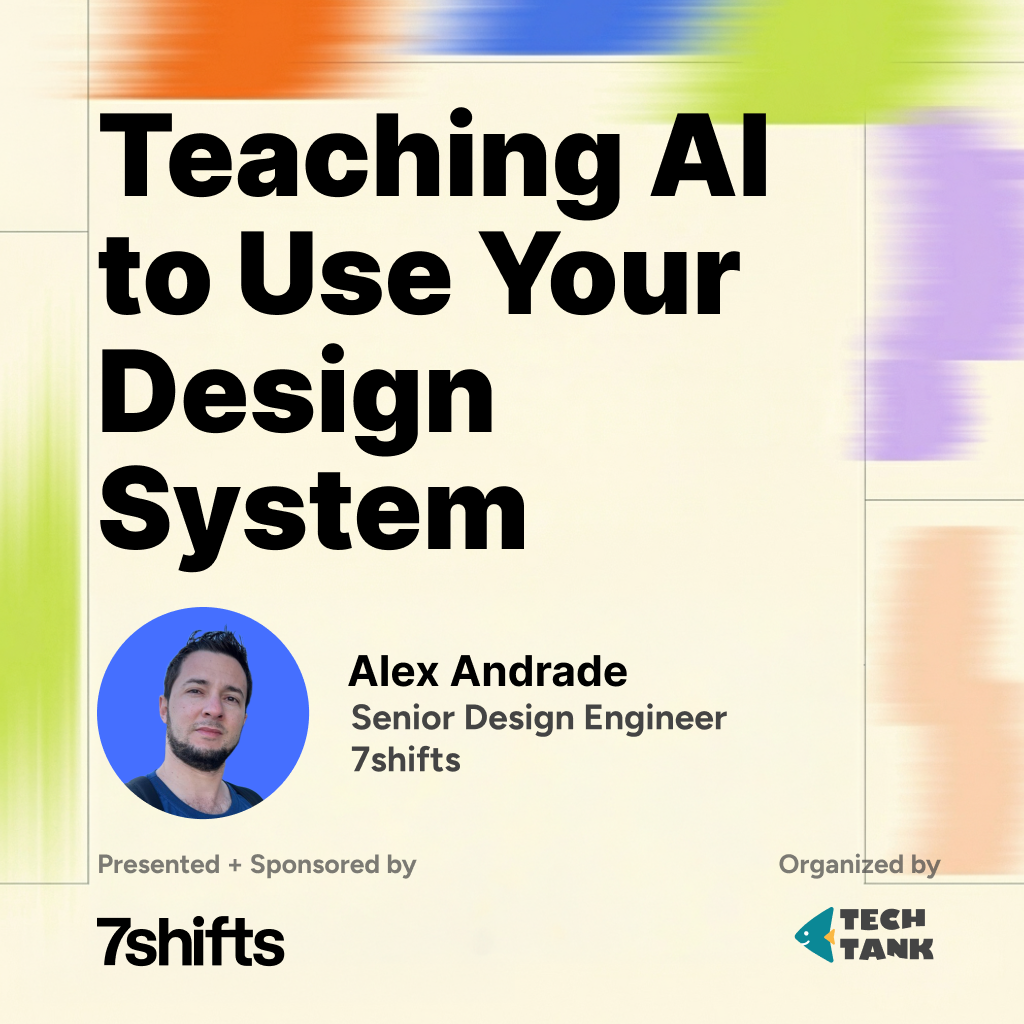 Teaching AI
to Use Your
Design
System
Alex Andrade
Senior Design Engineer
7shifts
Presented + Sponsored by
Organized by
7shifts
TECH
TANK